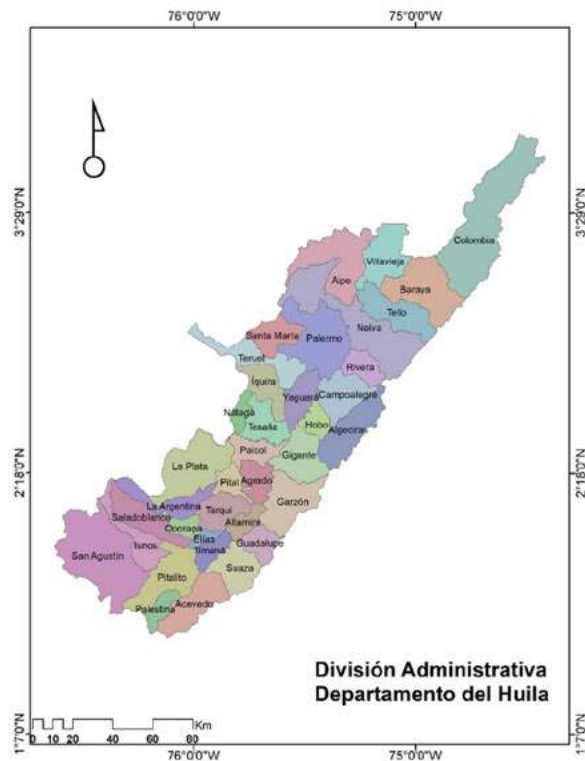 76°0'0"W 75°0'0"W
3°29'0"N 3°29'0"N
Colombia
Villavieja
Aipe
Baraya
Tello
Neiva
Santa María
Palermo
Teruel
Rivera
Íquira
Yaguará
Campoalegre
Nátaga
Hobo
Tesalia
Algeciras
Paicol
Gigante
La Plata
2°18'0"N 2°18'0"N
Pital
Agrado
Garzón
La Argentina
Tarqui
Saladoblanco
Altamira
Oporapa
Elías
Guadalupe
Isnos
Timaná
San Agustín
Suaza
Pitalito
Palestina
Acevedo
División Administrativa
Departamento del Huila
Km
0 10 20 40 60 80
1°7'0"N 1°7'0"N
76°0'0"W 75°0'0"W